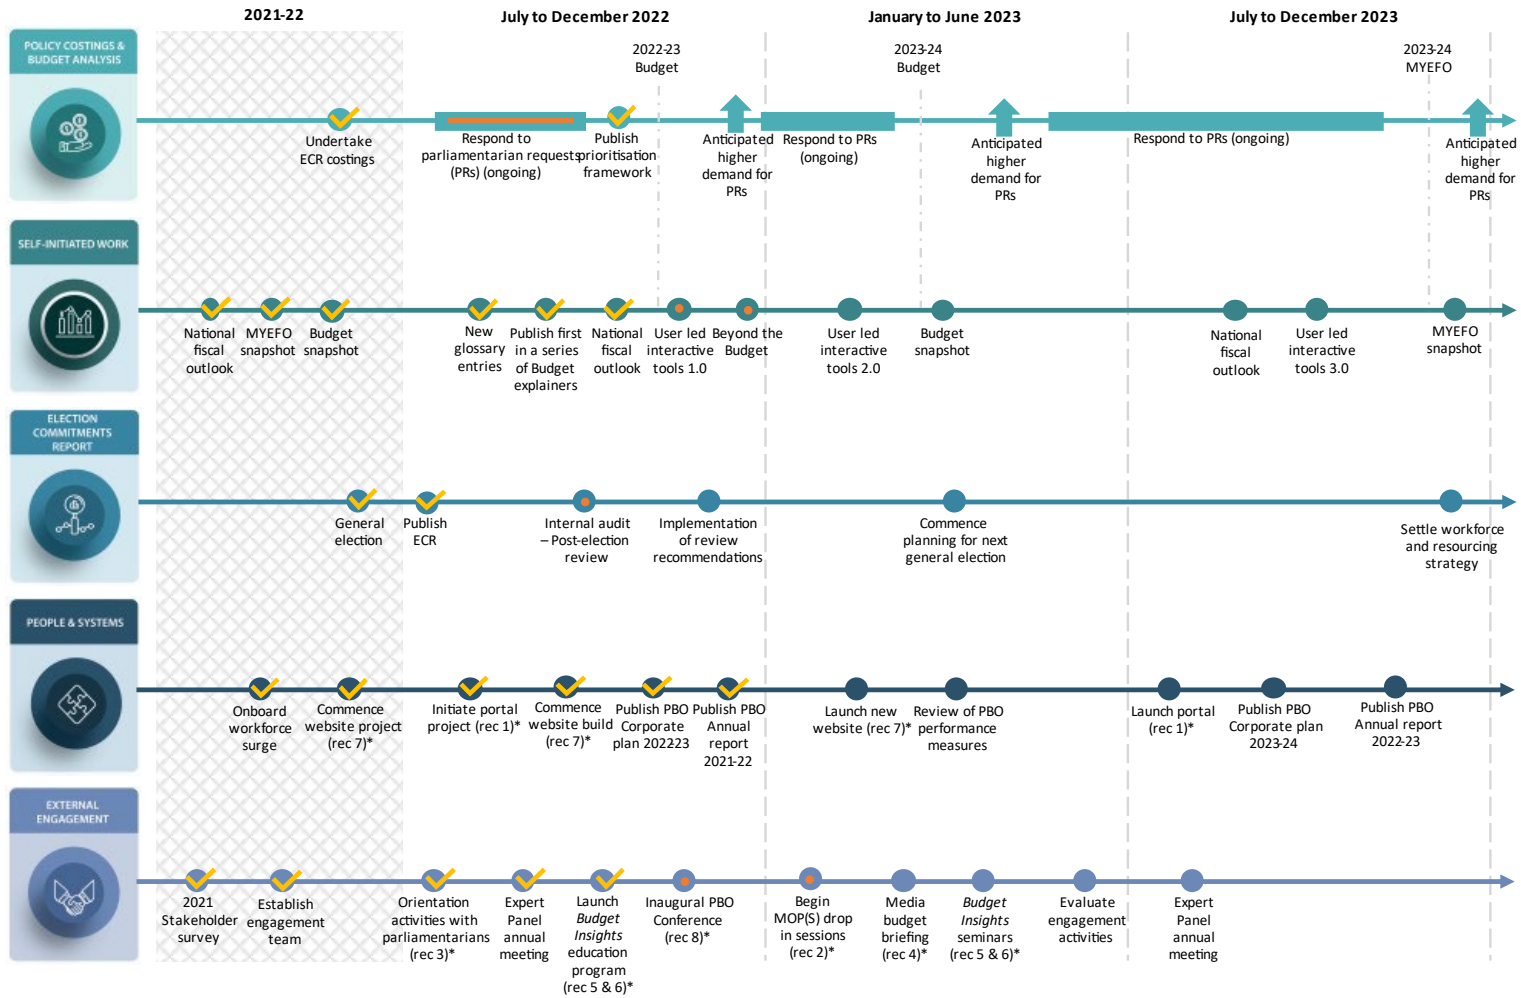 2021-22
July to December 2022
January to June 2023
July to December 2023
POLICY COSTINGS &
BUDGET ANALYSIS
2022-23
Budget
2023-24
Budget
2023-24
MYEFO
Undertake
ECR costings
Respond to
parliamentarian requests
(PRs) (ongoing)
Publish
prioritisation
framework
Anticipated
higher
demand for
PRs
Respond to PRs
(ongoing)
Anticipated
higher
demand for
PRs
Respond to PRs (ongoing)
Anticipated
higher
demand for
PRs
SELF-INITIATED WORK
National
fiscal
outlook
MYEFO
snapshot
Budget
snapshot
New
glossary
entries
Publish first
in a series
of Budget
explainers
National
fiscal
outlook
User led
interactive
tools 1.0
Beyond the
Budget
User led
interactive
tools 2.0
Budget
snapshot
National
fiscal
outlook
User led
interactive
tools 3.0
MYEFO
snapshot
ELECTION
COMMITMENTS
REPORT
General
election
Publish
ECR
Internal audit
– Post-election
review
Implementation
of review
recommendations
Commence
planning for next
general election
Settle workforce
and resourcing
strategy
PEOPLE & SYSTEMS
Onboard
workforce
surge
Commence
website project
(rec 7)*
Initiate portal
project (rec 1)*
Commence
website build
(rec 7)*
Publish PBO
Corporate
plan 2022-23
Publish PBO
Annual
report
2021-22
Launch new
website (rec 7)*
Review of PBO
performance
measures
Launch portal
(rec 1)*
Publish PBO
Corporate plan
2023-24
Publish PBO
Annual report
2022-23
EXTERNAL
ENGAGEMENT
2021
Stakeholder
survey
Establish
engagement
team
Orientation
activities with
parliamentarians
(rec 3)*
Expert
Panel
annual
meeting
Launch
Budget
Insights
education
program
(rec 5 & 6)*
Inaugural PBO
Conference
(rec 8)*
Begin
MOP(S) drop
in sessions
(rec 2)*
Media
budget
briefing
(rec 4)*
Budget
Insights
seminars
(rec 5 & 6)*
Evaluate
engagement
activities
Expert
Panel
annual
meeting